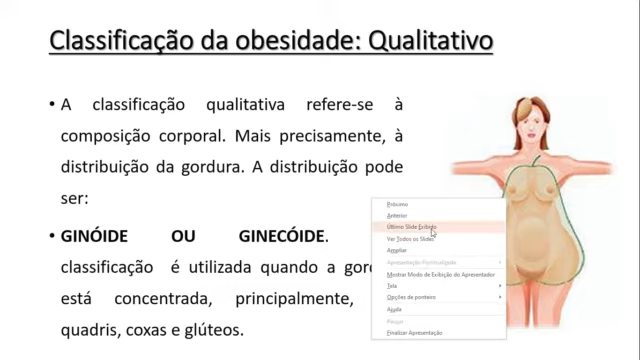 Classificação da obesidade: Qualitativo
• A classificação qualitativa refere-se à
composição corporal. Mais precisamente, à
distribuição da gordura. A distribuição pode
ser:
• GINÓIDE OU GINECÓIDE.
classificação é utilizada quando a gor
está concentrada, principalmente,
quadris, coxas e glúteos.
Próximo
Anterior
Último Slide Exibido
Ver Todos os Slides
Ampliar
Apresentação Personalizada
Mostrar Modo de Exibição do Apresentador
Tela
Opções de ponteiro
Ajuda
Pausar
Finalizar Apresentação